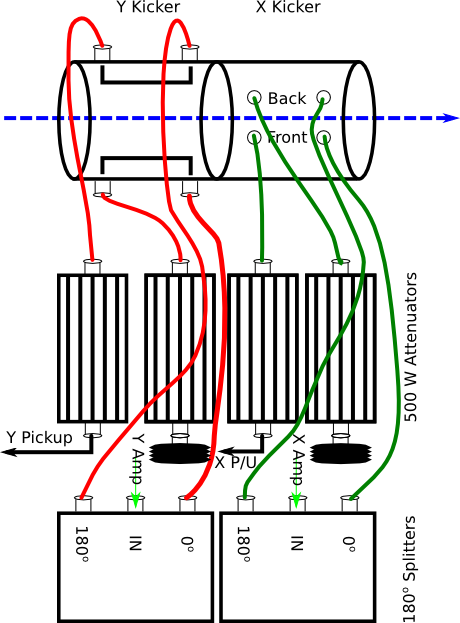 Y Kicker
X Kicker
Back
Front
500 W Attenuators
Y Pickup
Y Amp
X P/U
X Amp
180°
IN
0°
180°
IN
0°
180° Splitters